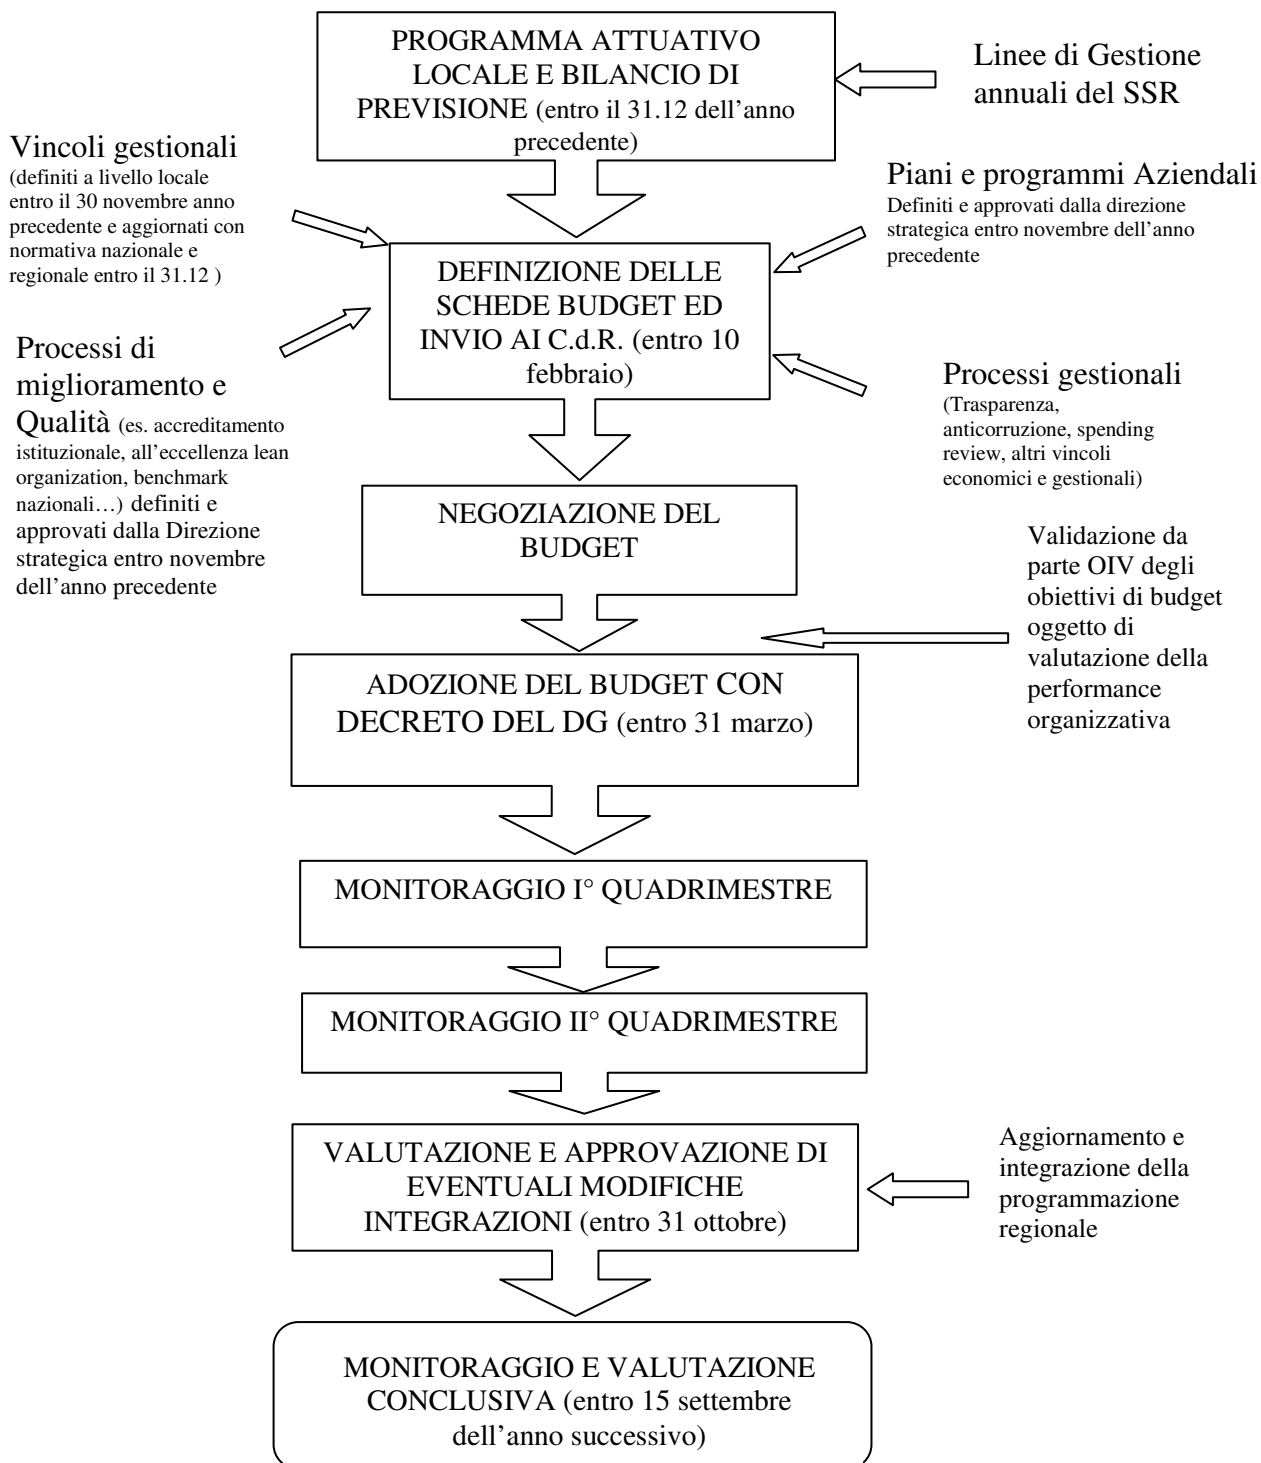 PROGRAMMA ATTUATIVO
LOCALE E BILANCIO DI
PREVISIONE (entro il 31.12 dell'anno
precedente)
Linee di Gestione
annuali del SSR
Vincoli gestionali
(definiti a livello locale
entro il 30 novembre anno
precedente e aggiornati con
normativa nazionale e
regionale entro il 31.12 )
Piani e programmi Aziendali
Definiti e approvati dalla direzione
strategica entro novembre dell'anno
precedente
DEFINIZIONE DELLE
SCHEDE BUDGET ED
INVIO AI C.d.R. (entro 10
febbraio)
Processi di
miglioramento e
Qualità (es. accreditamento
istituzionale, all'eccellenza lean
organization, benchmark
nazionali…) definiti e
approvati dalla Direzione
strategica entro novembre
dell'anno precedente
Processi gestionali
(Trasparenza,
anticorruzione, spending
review, altri vincoli
economici e gestionali)
NEGOZIAZIONE DEL
BUDGET
Validazione da
parte OIV degli
obiettivi di budget
oggetto di
valutazione della
performance
organizzativa
ADOZIONE DEL BUDGET CON
DECRETO DEL DG (entro 31 marzo)
MONITORAGGIO I° QUADRIMESTRE
MONITORAGGIO II° QUADRIMESTRE
VALUTAZIONE E APPROVAZIONE DI
EVENTUALI MODIFICHE
INTEGRAZIONI (entro 31 ottobre)
Aggiornamento e
integrazione della
programmazione
regionale
MONITORAGGIO E VALUTAZIONE
CONCLUSIVA (entro 15 settembre
dell'anno successivo)